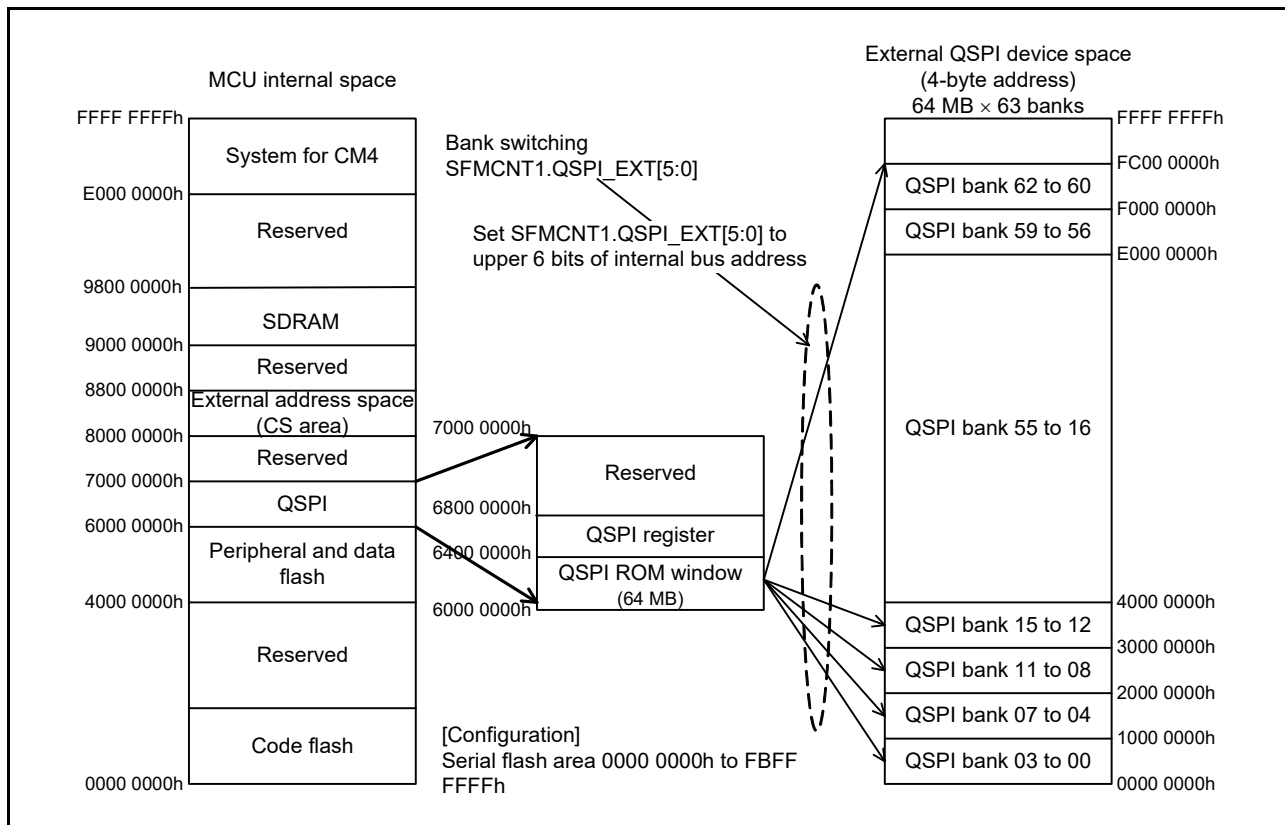 MCU internal space
FFFF FFFFh
System for CM4
E000 0000h
Reserved
9800 0000h
SDRAM
9000 0000h
Reserved
8800 0000h
External address space
(CS area)
8000 0000h
Reserved
7000 0000h
QSPI
6000 0000h
Peripheral and data
flash
4000 0000h
Reserved
Code flash
0000 0000h
Bank switching
SFMCNT1.QSPI_EXT[5:0]
Set SFMCNT1.QSPI_EXT[5:0] to
upper 6 bits of internal bus address
7000 0000h
Reserved
6800 0000h
QSPI register
6400 0000h
QSPI ROM window
(64 MB)
6000 0000h
[Configuration]
Serial flash area 0000 0000h to FBFF
FFFFh
External QSPI device space
(4-byte address)
64 MB × 63 banks
FFFF FFFFh
FC00 0000h
QSPI bank 62 to 60
F000 0000h
QSPI bank 59 to 56
E000 0000h
QSPI bank 55 to 16
4000 0000h
QSPI bank 15 to 12
3000 0000h
QSPI bank 11 to 08
2000 0000h
QSPI bank 07 to 04
1000 0000h
QSPI bank 03 to 00
0000 0000h